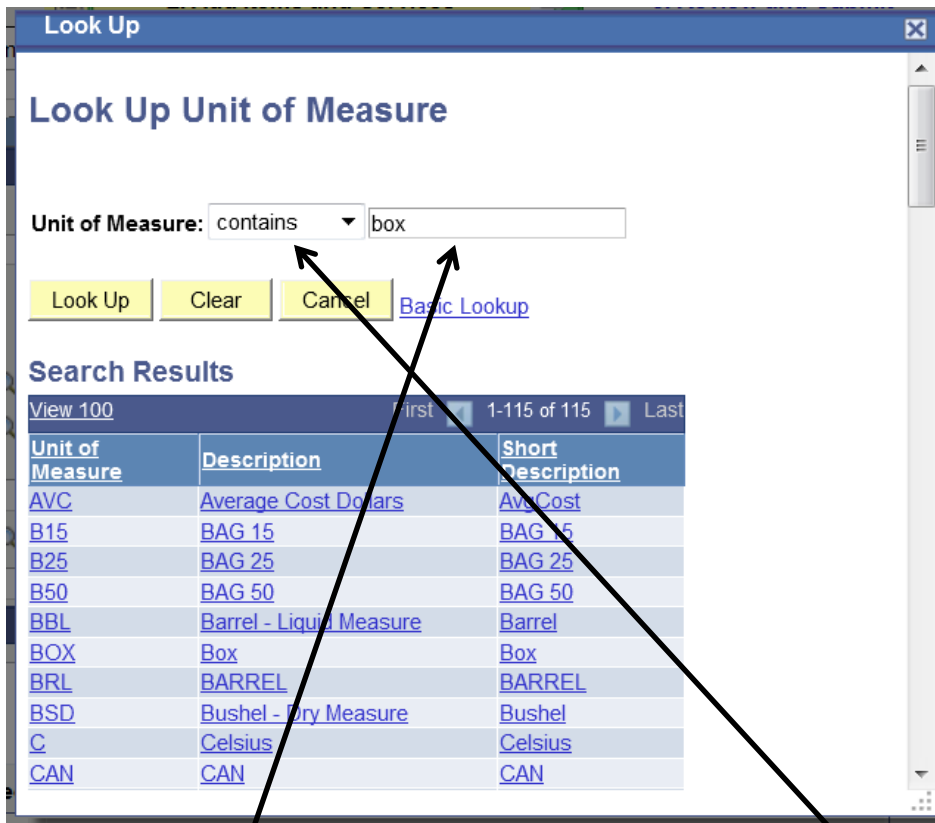 Look Up
Look Up Unit of Measure
Unit of Measure: contains box
Look Up Clear Cancel Basic Lookup
Search Results
View 100 First 1-115 of 115 Last
Unit of Measure Description Short Description
AVC Average Cost Dollars AvgCost
B15 BAG 15 BAG 15
B25 BAG 25 BAG 25
B50 BAG 50 BAG 50
BBL Barrel - Liquid Measure Barrel
BOX Box Box
BRL BARREL BARREL
BSD Bushel - Dry Measure Bushel
C Celsius Celsius
CAN CAN CAN